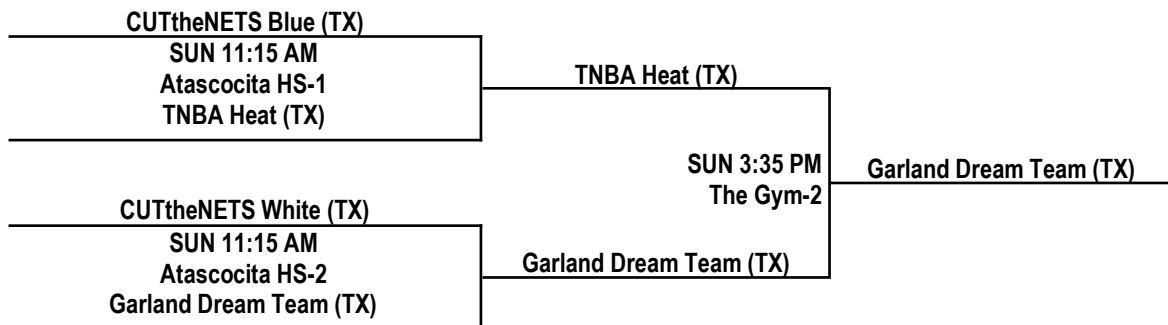 CUTtheNETS Blue (TX)
SUN 11:15 AM
Atascocita HS-1
TNBA Heat (TX)
TNBA Heat (TX)
SUN 3:35 PM
The Gym-2
Garland Dream Team (TX)
CUTtheNETS White (TX)
SUN 11:15 AM
Atascocita HS-2
Garland Dream Team (TX)
Garland Dream Team (TX)